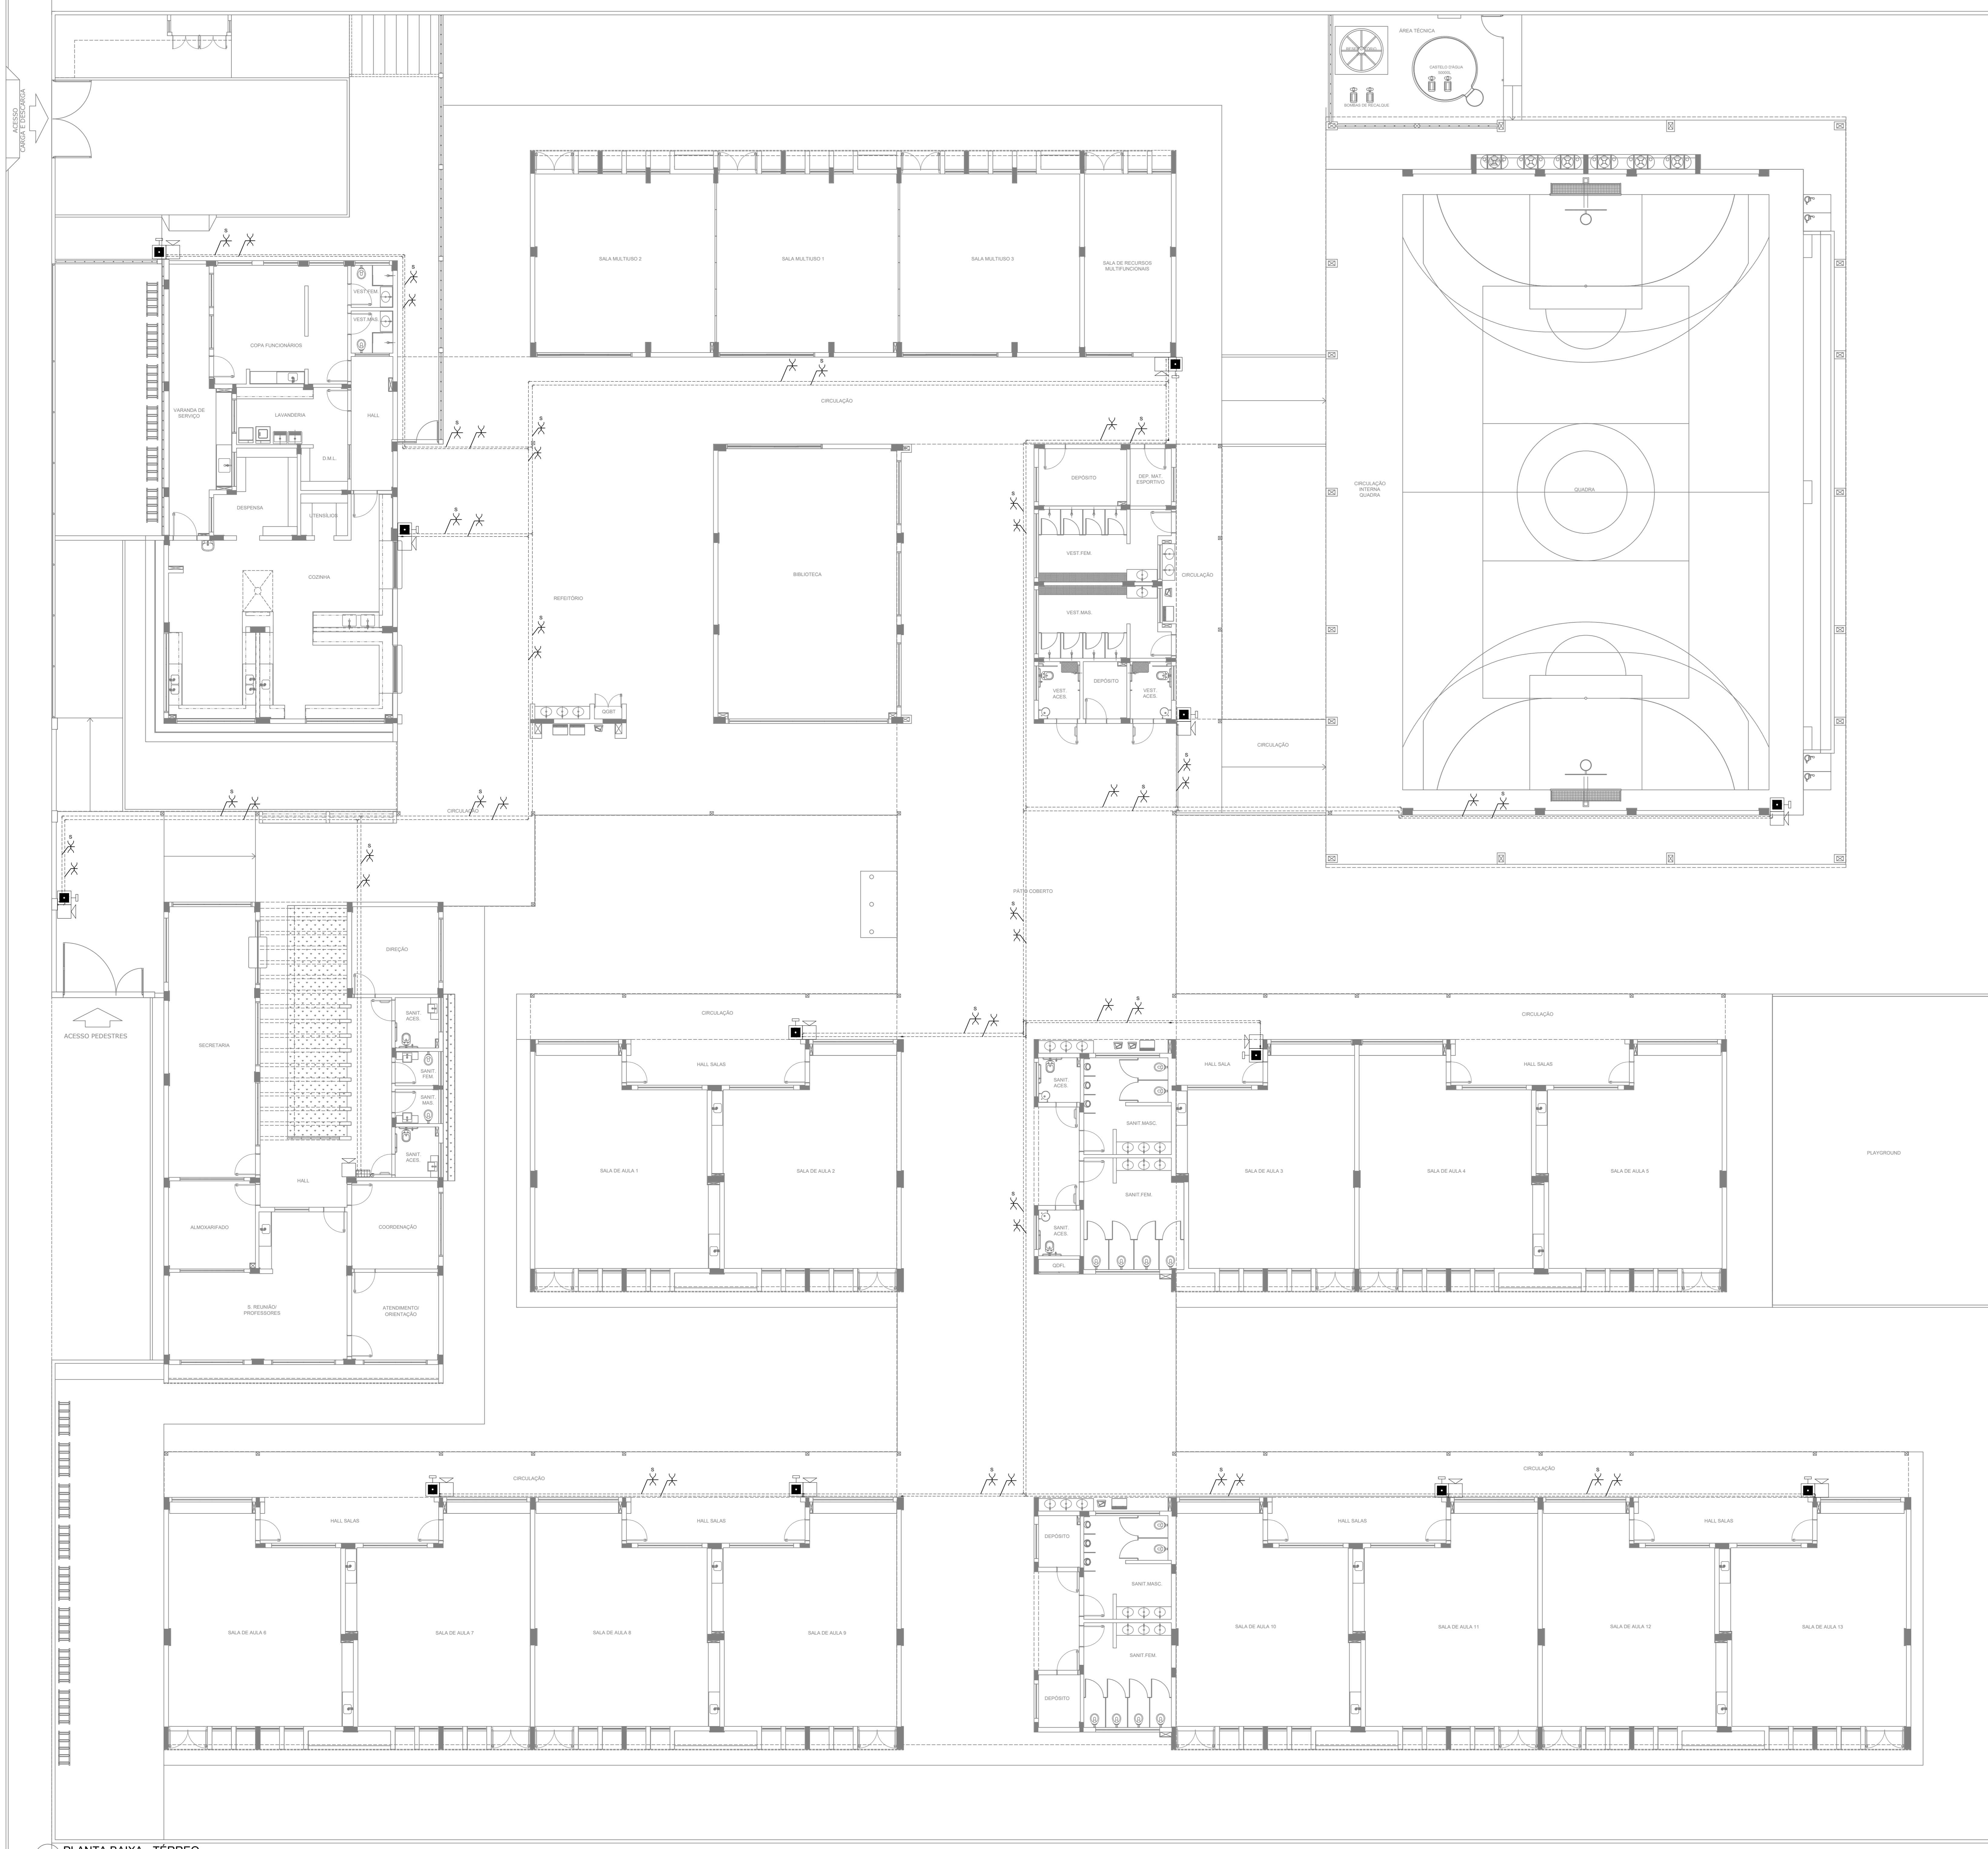 ÁREA TÉCNICA
RESERVATÓRIO
CASTELO D'ÁGUA
BOMBAS DE RECALQUE
ACESSO
CARGA E DESCARGA
S
S
SALA MULTIUSO 2
SALA MULTIUSO 1
SALA MULTIUSO 3
SALA DE RECURSOS
MULTIFUNCIONAIS
VEST.FEM.
VEST.MAS.
COPA FUNCIONÁRIOS
S
CIRCULAÇÃO
VARANDA DE
SERVIÇO
LAVANDERIA
HALL
S
S
S
D.M.L.
DEPÓSITO
DEP. MAT.
ESPORTIVO
CIRCULAÇÃO
INTERNA
QUADRA
QUADRA
DESPENSA
UTENSÍLIOS
S
S
VEST.FEM.
COZINHA
BIBLIOTECA
CIRCULAÇÃO
REFEITÓRIO
VEST MAS.
S
VEST.
ACES.
DEPÓSITO
VEST.
ACES.
QGBT
CIRCULAÇÃO
S
S
S
S
S
CIRCULAÇÃO
S
S
PÁTIO COBERTO
S
DIREÇÃO
ACESSO PEDESTRES
SECRETARIA
SANIT.
ACES.
SANIT.
FEM.
SANIT.
MAS.
SANIT.
ACES.
CIRCULAÇÃO
S
S
CIRCULAÇÃO
HALL SALAS
SANIT.
ACES.
HALL SALA
HALL SALAS
SANIT.MASC.
PLAYGROUND
SALA DE AULA 1
SALA DE AULA 2
SALA DE AULA 3
SALA DE AULA 4
SALA DE AULA 5
HALL
S
SANIT.FEM.
ALMOXARIFADO
COORDENAÇÃO
SANIT.
ACES.
QDFL
S. REUNIÃO/
PROFESSORES
ATENDIMENTO/
ORIENTAÇÃO
CIRCULAÇÃO
S
S
S
CIRCULAÇÃO
S
HALL SALAS
HALL SALAS
DEPÓSITO
HALL SALAS
HALL SALAS
SANIT MASC.
SALA DE AULA 6
SALA DE AULA 7
SALA DE AULA 8
SALA DE AULA 9
SALA DE AULA 10
SALA DE AULA 11
SALA DE AULA 12
SALA DE AULA 13
SANIT.FEM.
DEPÓSITO
PLANTA BAIXA - TÉRREO